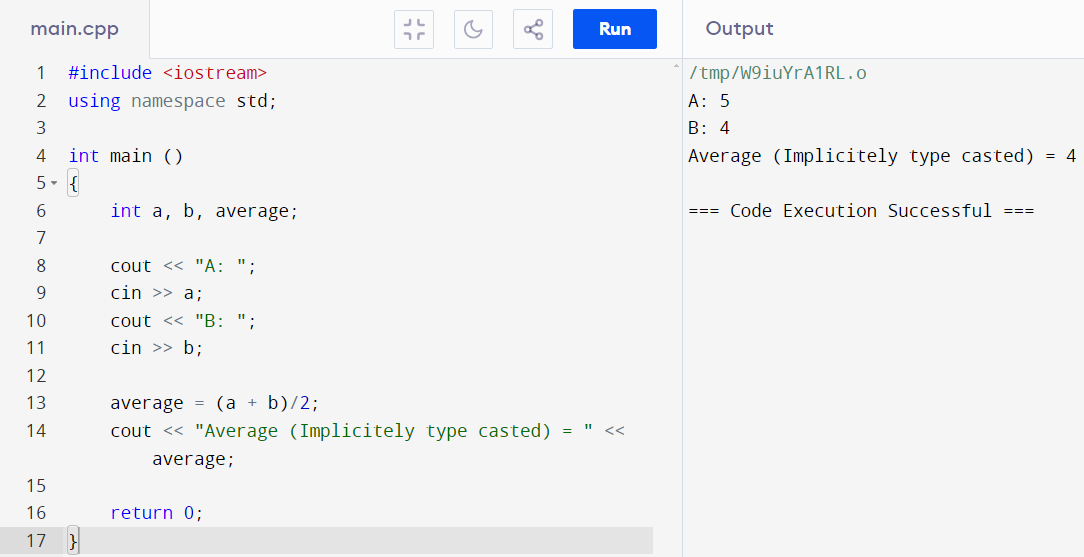 main.cpp
Run
Output
1 #include <iostream>
2 using namespace std;
3
4 int main ()
5 {
6 int a, b, average;
7
8 cout << "A: ";
9 cin >> a;
10 cout << "B: ";
11 cin >> b;
12
13 average = (a + b)/2;
14 cout << "Average (Implicitely type casted) = " <<
average;
15
16 return 0;
17 }
/tmp/W9iuYrA1RL.o
A: 5
B: 4
Average (Implicitely type casted) = 4
=== Code Execution Successful ===